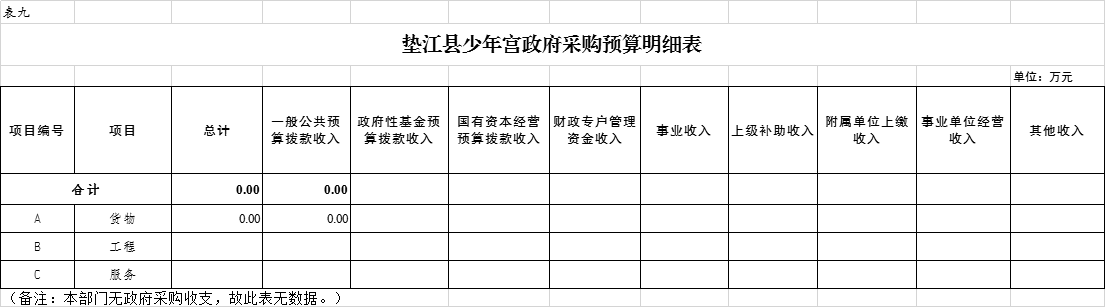 表九
垫江县少年宫政府采购预算明细表
单位：万元
项目编号 项目 总计 一般公共预算拨款收入 政府性基金预算拨款收入 国有资本经营预算拨款收入 财政专户管理资金收入 事业收入 上级补助收入 附属单位上缴收入 事业单位经营收入 其他收入
合计 0.00 0.00
A 货物 0.00 0.00
B 工程
C 服务
（备注：本部门无政府采购收支，故此表无数据。）